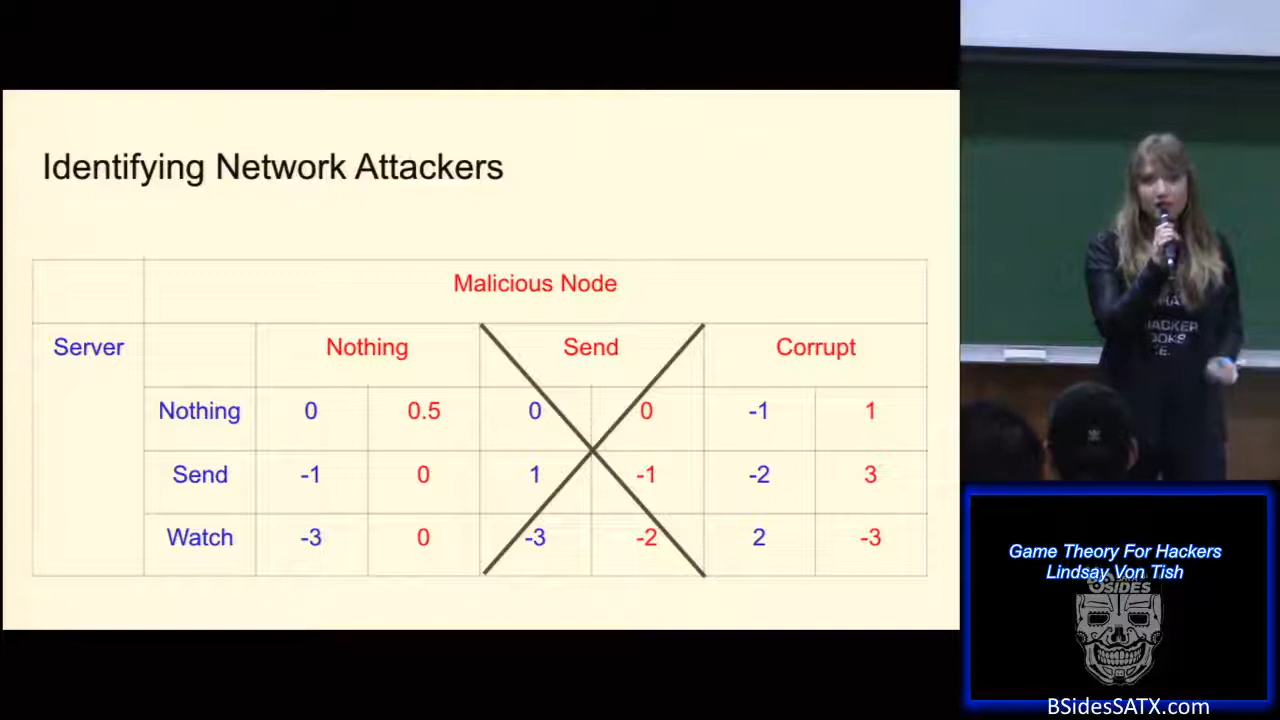 Identifying Network Attackers
Malicious Node
Server Nothing Send Corrupt
Nothing 0 0.5 0 0 -1 1
Send -1 0 1 -1 -2 3
Watch -3 0 -3 -2 2 -3
HACKER
Game Theory For Hackers
Lindsay Von Tish
BSIDES
BSidesSATX.com